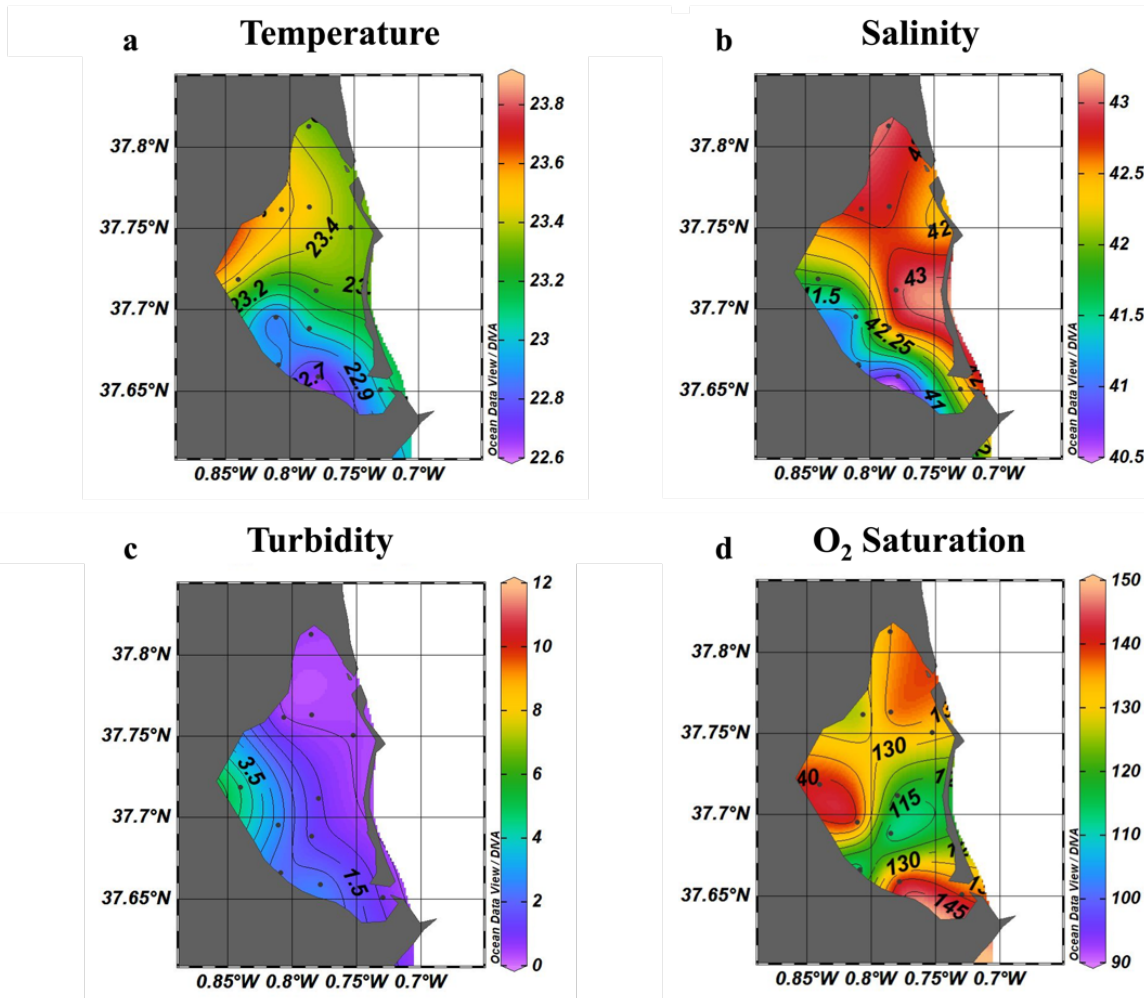 a Temperature
37.8°N
37.75°N
37.7°N
37.65°N
0.85°W 0.8°W 0.75°W 0.7°W
23.4
23.2
23
22.9
2.7
23.8
23.6
23.4
23.2
23
22.8
22.6
Ocean Data View / DIVA
b Salinity
37.8°N
37.75°N
37.7°N
37.65°N
0.85°W 0.8°W 0.75°W 0.7°W
4
42
43
1.5
42.25
41
43
42.5
42
41.5
41
40.5
Ocean Data View / DIVA
c Turbidity
37.8°N
37.75°N
37.7°N
37.65°N
0.85°W 0.8°W 0.75°W 0.7°W
3.5
1.5
12
10
8
6
4
2
0
Ocean Data View / DIVA
d O₂ Saturation
37.8°N
37.75°N
37.7°N
37.65°N
0.85°W 0.8°W 0.75°W 0.7°W
130
40
115
130
145
150
140
130
120
110
100
90
Ocean Data View / DIVA